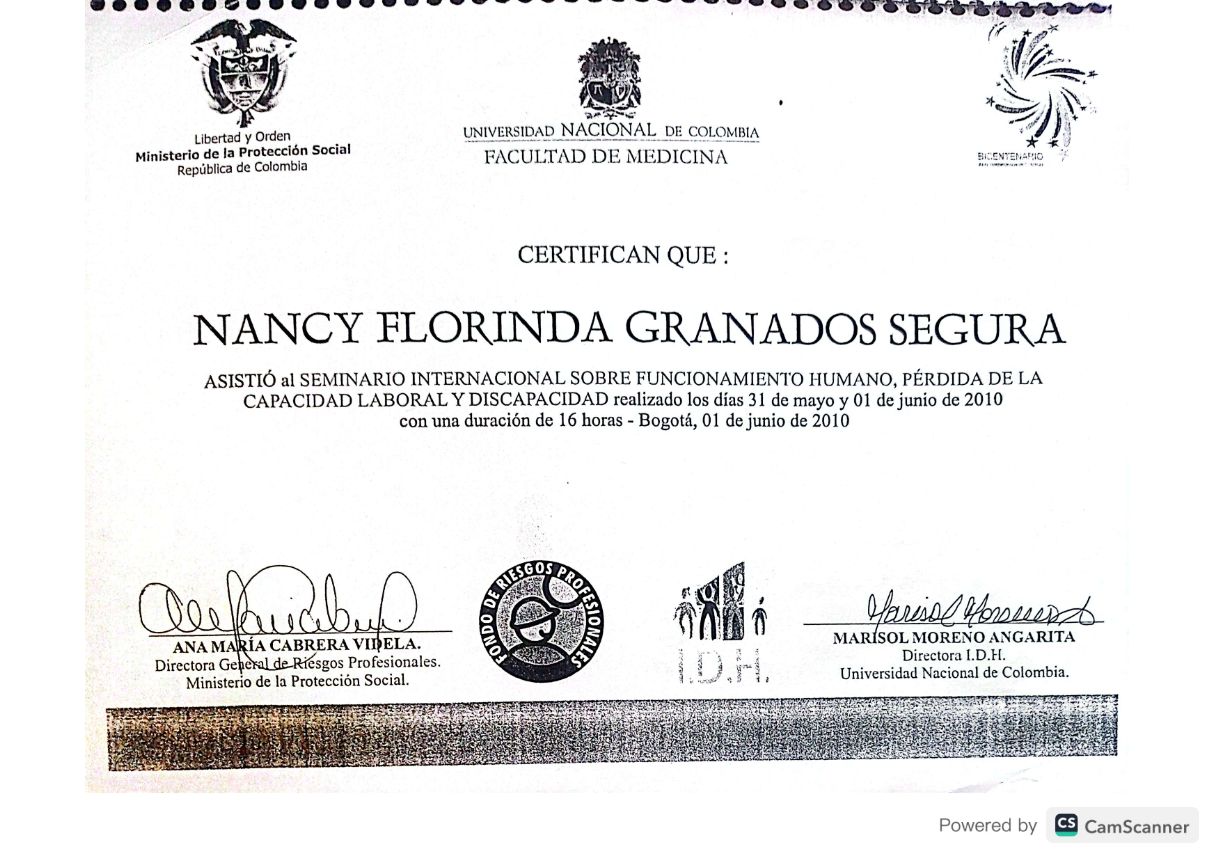 Libertad y Orden
Ministerio de la Protección Social
República de Colombia
UNIVERSIDAD NACIONAL DE COLOMBIA
FACULTAD DE MEDICINA
BICENTENARIO
CERTIFICAN QUE :
NANCY FLORINDA GRANADOS SEGURA
ASISTIÓ al SEMINARIO INTERNACIONAL SOBRE FUNCIONAMIENTO HUMANO, PÉRDIDA DE LA
CAPACIDAD LABORAL Y DISCAPACIDAD realizado los días 31 de mayo y 01 de junio de 2010
con una duración de 16 horas - Bogotá, 01 de junio de 2010
ANA MARÍA CABRERA VIDELA.
Directora General de Riesgos Profesionales.
Ministerio de la Protección Social.
FONDO DE RIESGOS PROFESIONALES
I.D.H.
MARISOL MORENO ANGARITA
Directora I.D.H.
Universidad Nacional de Colombia.
Powered by CS CamScanner